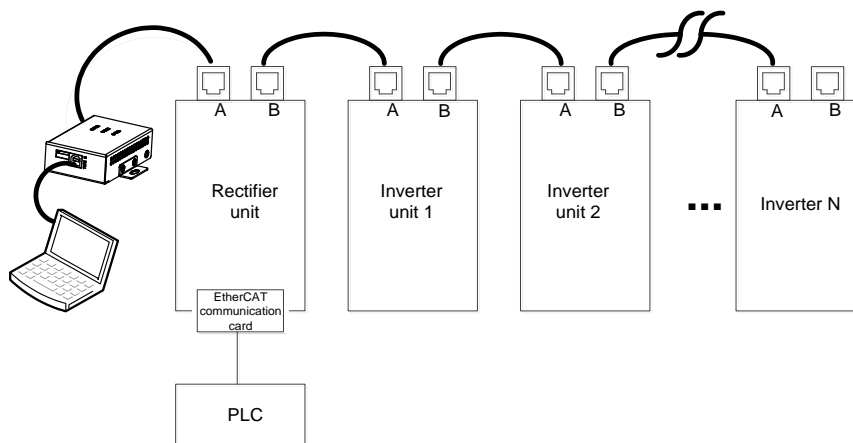 A B A B A B A B
Rectifier
unit
Inverter
unit 1
Inverter
unit 2
...
Inverter N
EtherCAT
communication
card
PLC